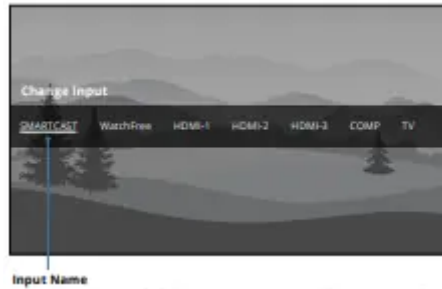 Change Input
SMARTCAST WatchFree HDMI-1 HDMI-2 HDMI-3 COMP TV
Input Name